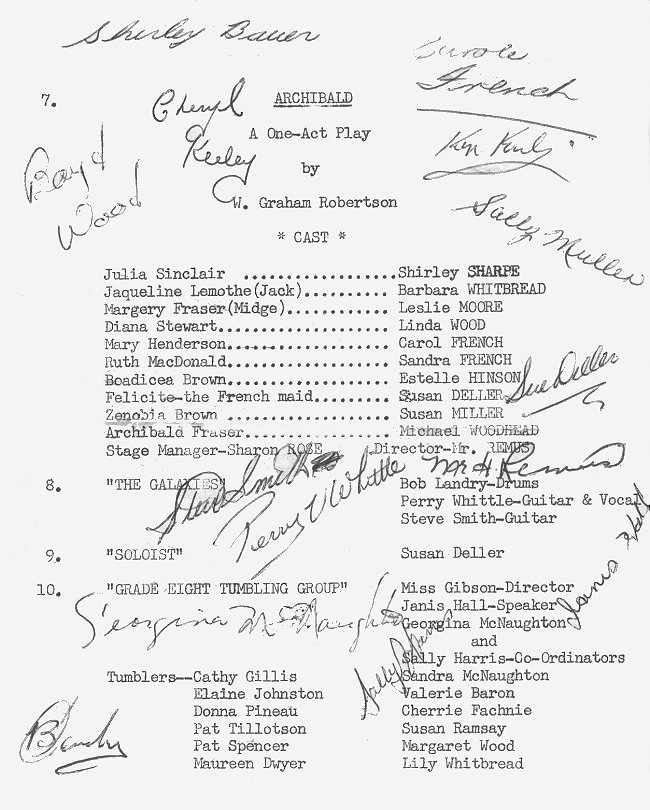 Shirley Bauer
Carole
French
7.
ARCHIBALD
Cheryl
Keeley
A One-Act Play
Boyd
Wood
by
Ken
W. Graham Robertson
Sally Muller
* CAST *
Julia Sinclair ..................Shirley SHARPE
Jaqueline Lemothe(Jack)..........Barbara WHITBREAD
Margery Fraser(Midge)............Leslie MOORE
Diana Stewart....................Linda WOOD
Mary Henderson...................Carol FRENCH
Ruth MacDonald...................Sandra FRENCH
Boadicea Brown...................Estelle HINSON
Felicite-the French maid.........Susan DELLER
Sue Deller
Zenobia Brown ...................Susan MILLER
Archibald Fraser.................Michael WOODHEAD
Stage Manager-Sharon ROSE Director-Mr. REMUS
8. "THE GALAXIES" Bob Landry-Drums
Steve Smith
Perry V Whittle
Mr H Remus
Perry Whittle-Guitar & Vocal
Steve Smith-Guitar
9. "SOLOIST" Susan Deller
10. "GRADE EIGHT TUMBLING GROUP" Miss Gibson-Director
Janis Hall-Speaker
Janis Hall
Georgina McNaughton
Georgina McNaughton
and
Sally Harris-Co-Ordinators
Sally
Tumblers--Cathy Gillis Sandra McNaughton
Elaine Johnston Valerie Baron
Donna Pineau Cherrie Fachnie
Pat Tillotson Susan Ramsay
Pat Spencer Margaret Wood
Maureen Dwyer Lily Whitbread